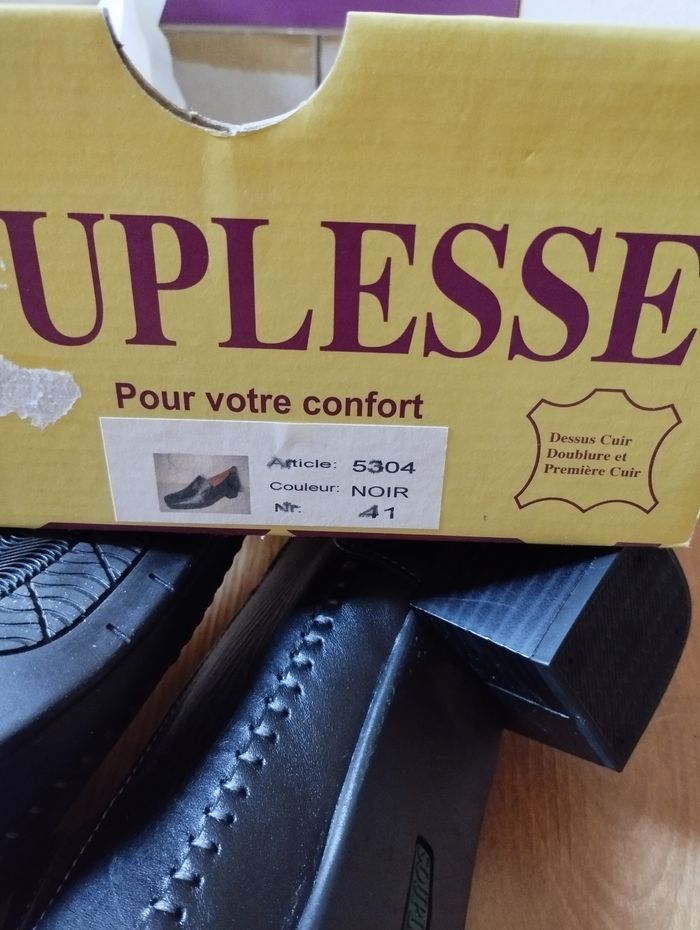 UPLESSE
Pour votre confort
Article: 5304
Couleur: NOIR
Nr: 41
Dessus Cuir
Doublure et
Première Cuir